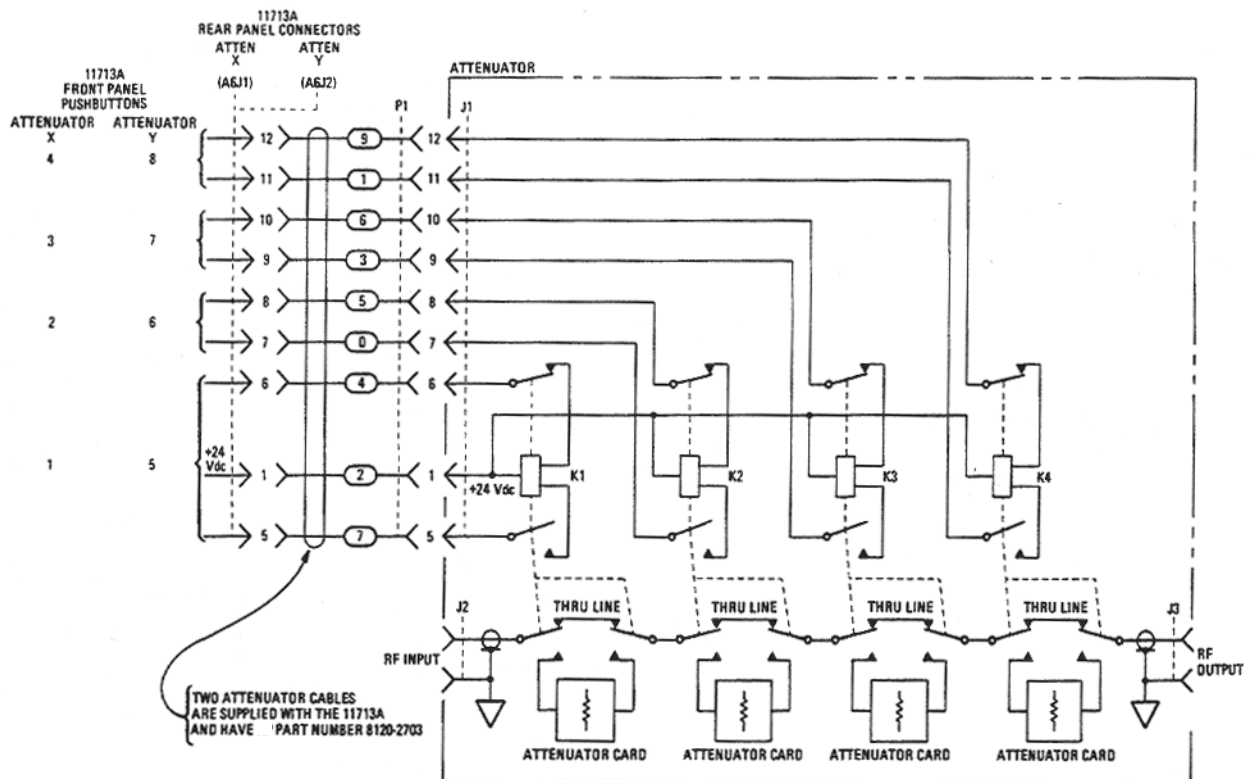 11713A
REAR PANEL CONNECTORS
ATTEN ATTEN
X Y
(A6J1) (A6J2)
11713A
FRONT PANEL
PUSHBUTTONS
ATTENUATOR ATTENUATOR
X Y
P1 J1
ATTENUATOR
4 8
12 9 12
11 1 11
3 7
10 6 10
9 3 9
2 6
8 5 8
7 0 7
6 4 6
1 5
+24
Vdc
1 2 1
+24 Vdc
K1 K2 K3 K4
5 7 5
J2
THRU LINE THRU LINE THRU LINE THRU LINE
J3
RF INPUT
RF
OUTPUT
TWO ATTENUATOR CABLES
ARE SUPPLIED WITH THE 11713A
AND HAVE PART NUMBER 8120-2703
ATTENUATOR CARD ATTENUATOR CARD ATTENUATOR CARD ATTENUATOR CARD